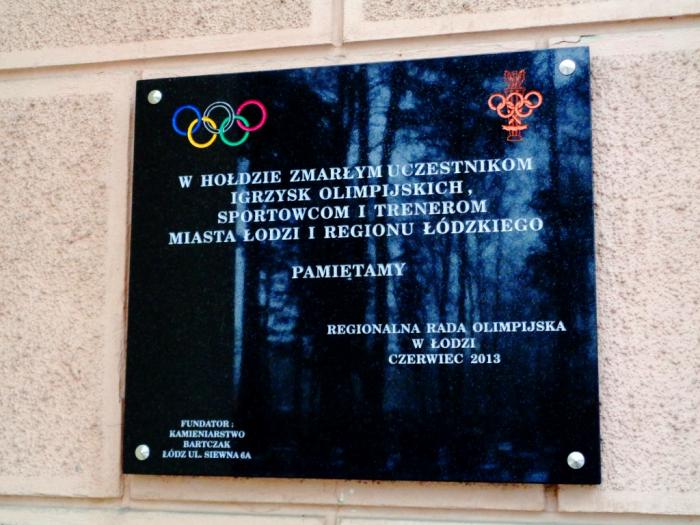 W HOŁDZIE ZMARŁYM UCZESTNIKOM
IGRZYSK OLIMPIJSKICH,
SPORTOWCOM I TRENEROM
MIASTA ŁODZI I REGIONU ŁÓDZKIEGO
PAMIĘTAMY
REGIONALNA RADA OLIMPIJSKA
W ŁODZI
CZERWIEC 2013
FUNDATOR :
KAMIENIARSTWO
BARTCZAK
ŁÓDZ UL. SIEWNA 6A